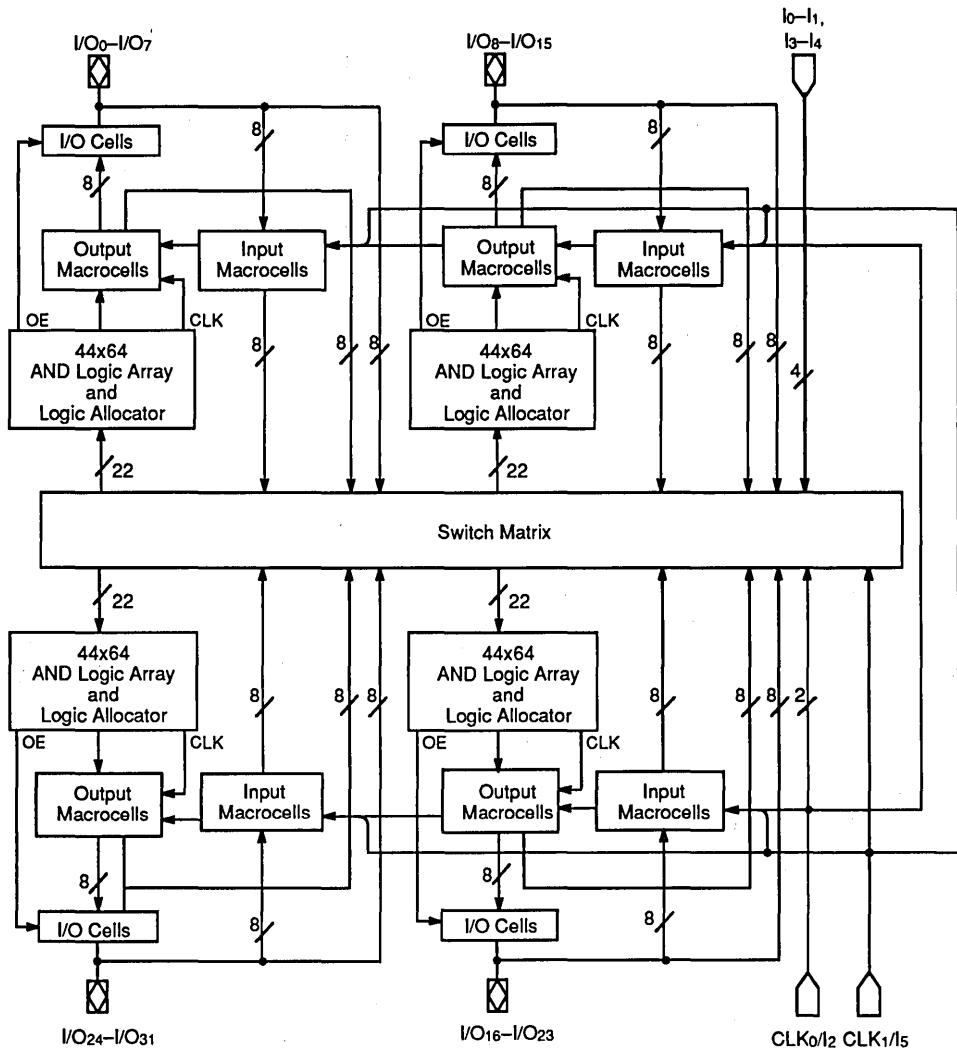 I/O0–I/O7
I/O8–I/O15
I0–I1,
I3–I4
I/O Cells
8
8
8
Output
Macrocells
Input
Macrocells
OE
CLK
44x64
AND Logic Array
and
Logic Allocator
8
8
8
22
I/O Cells
8
8
Output
Macrocells
Input
Macrocells
OE
CLK
44x64
AND Logic Array
and
Logic Allocator
8
8
8
4
22
Switch Matrix
22
44x64
AND Logic Array
and
Logic Allocator
8
8
8
OE
CLK
Output
Macrocells
Input
Macrocells
8
I/O Cells
8
22
44x64
AND Logic Array
and
Logic Allocator
8
8
8
2
OE
CLK
Output
Macrocells
Input
Macrocells
8
I/O Cells
8
I/O24–I/O31
I/O16–I/O23
CLK0/I2
CLK1/I5